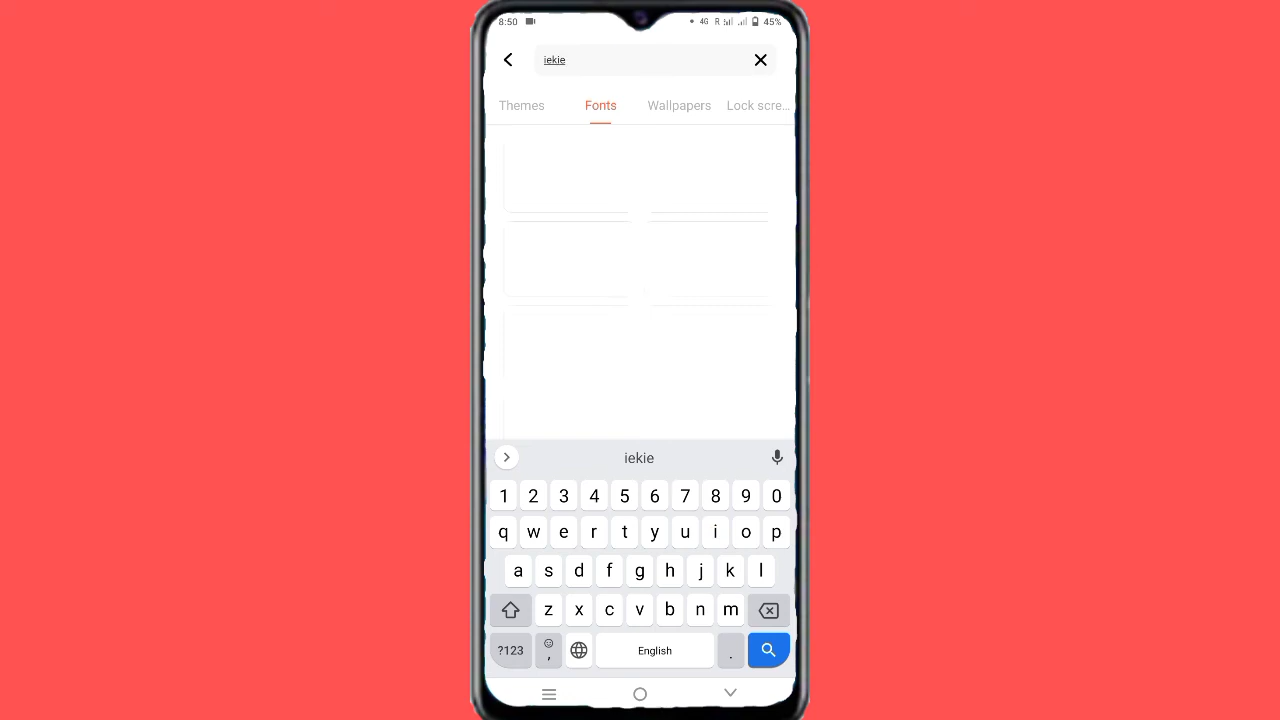 8:50 4G R 45%
iekie
Themes Fonts Wallpapers Lock scre...
iekie
1 2 3 4 5 6 7 8 9 0
q w e r t y u i o p
a s d f g h j k l
z x c v b n m
?123 , English .